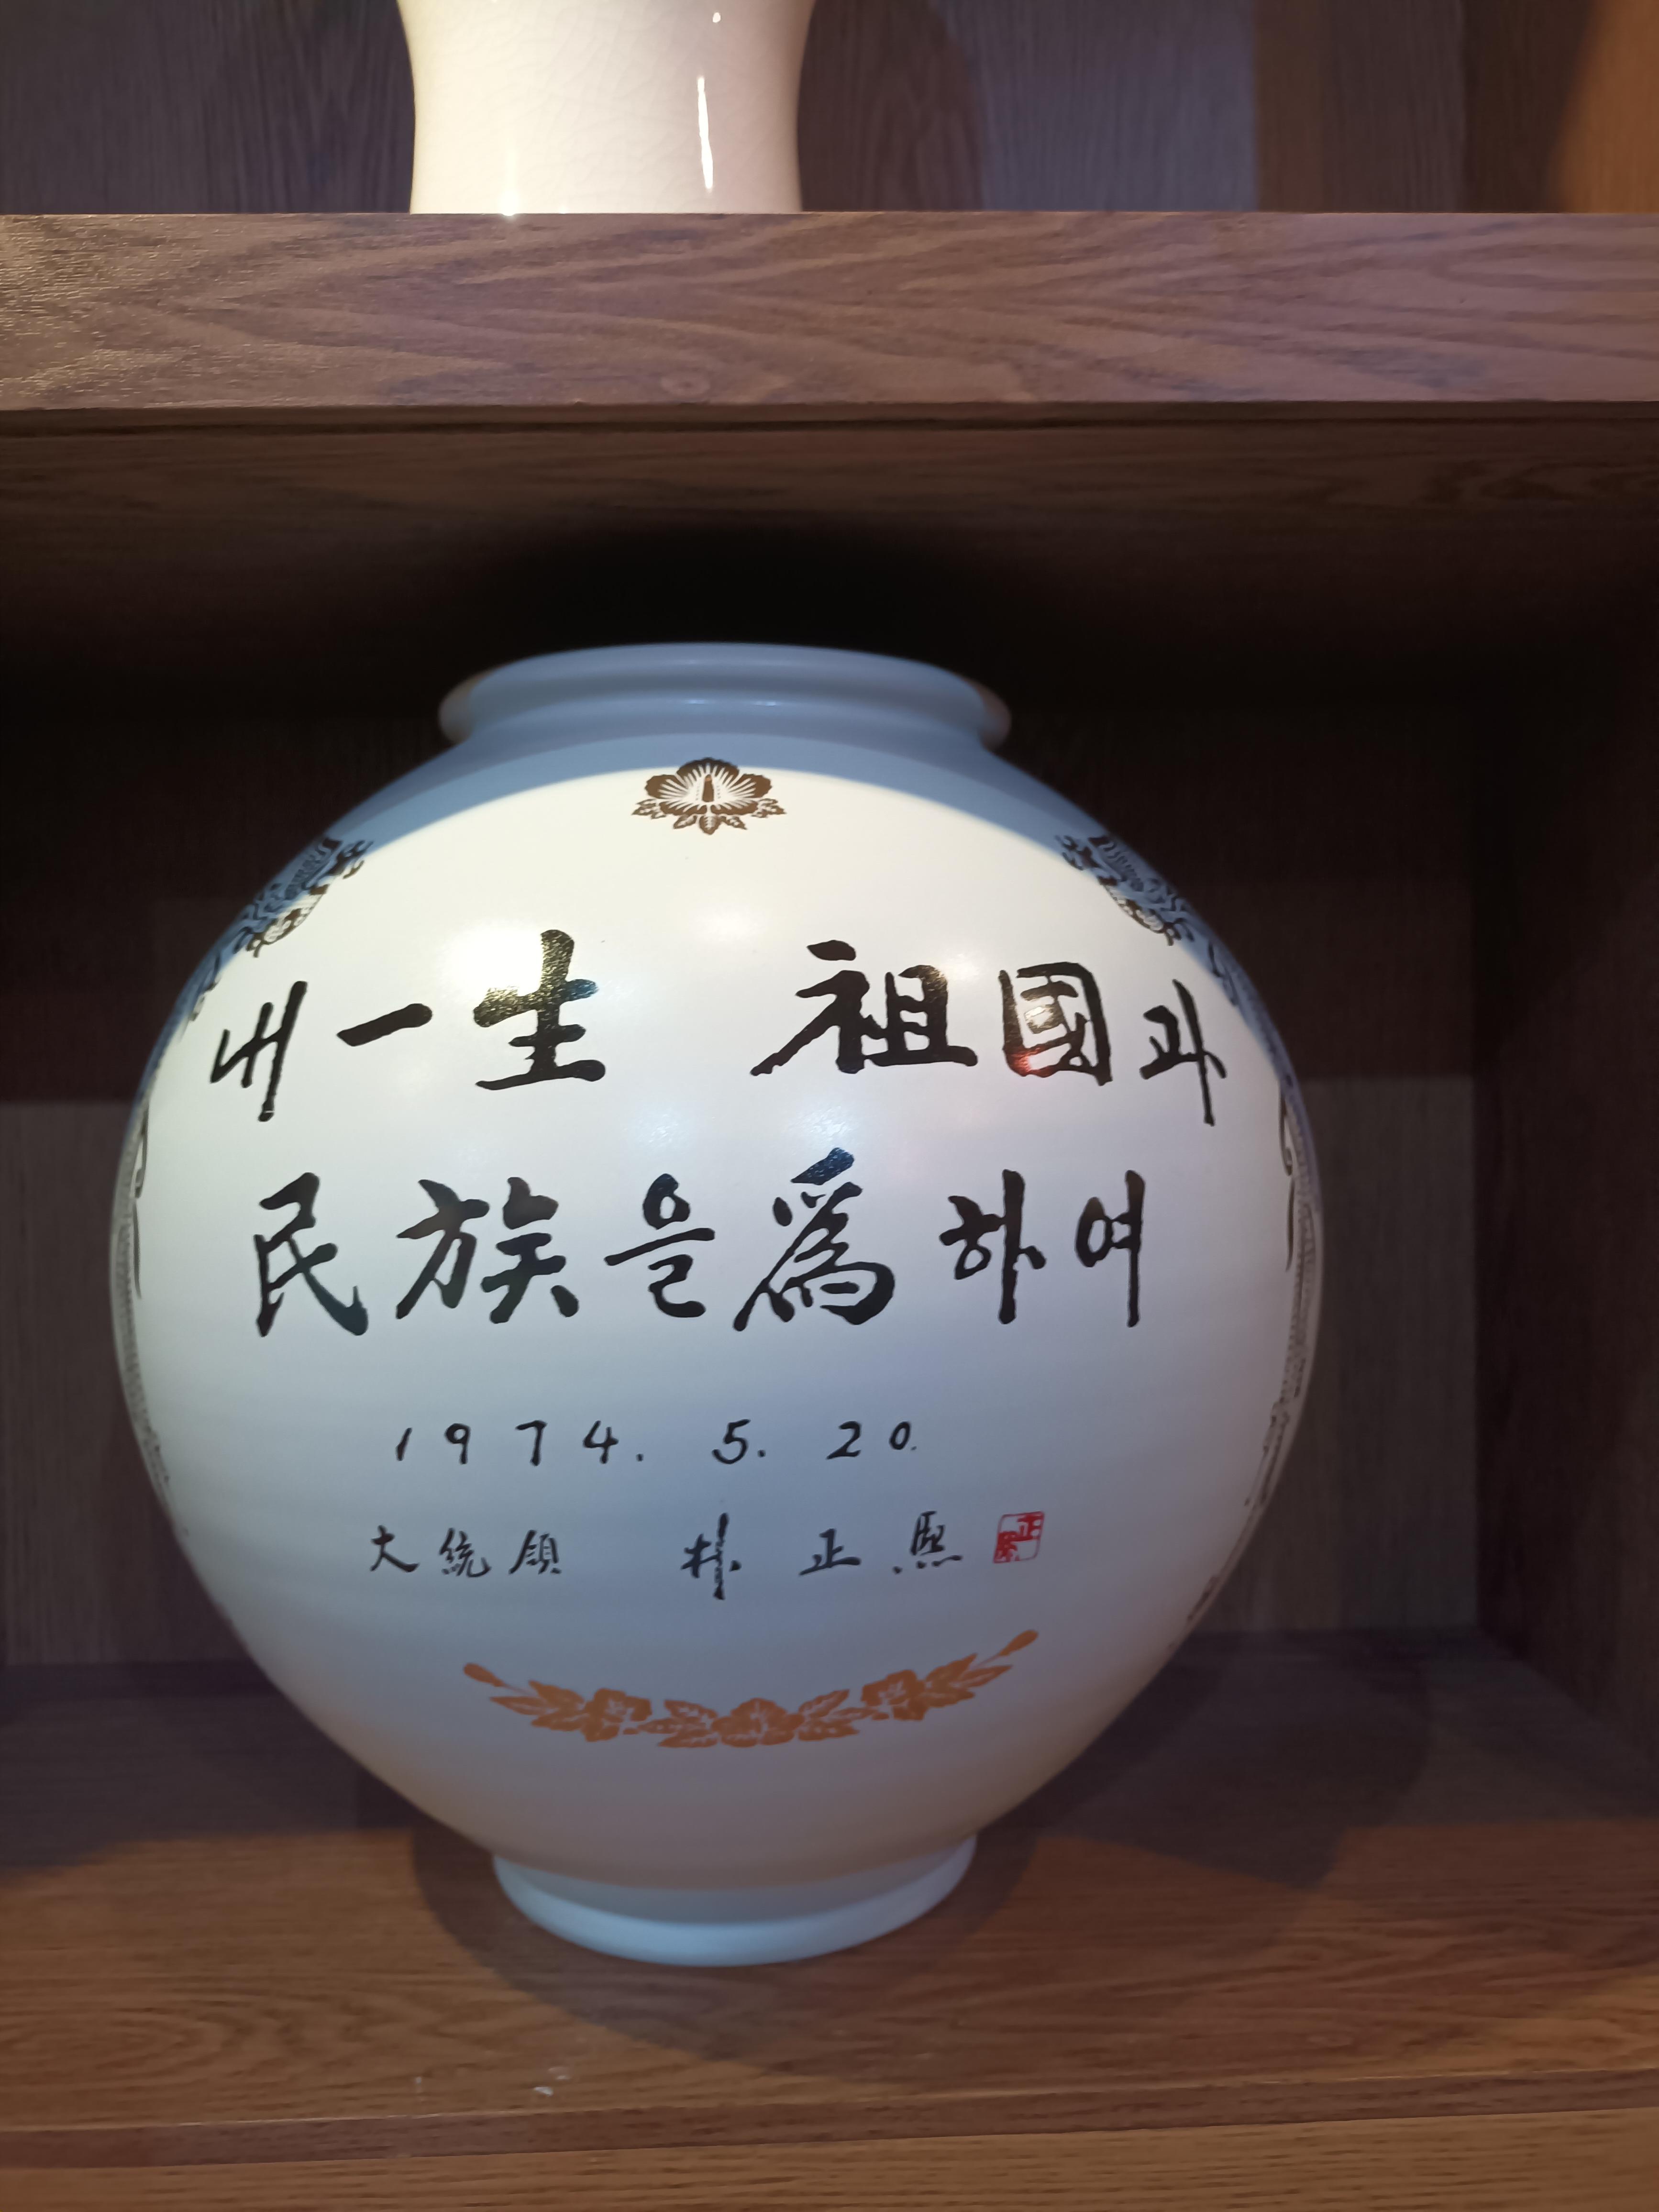 내 一生 祖國과
民族을 爲하여
1974. 5. 20.
大統領 朴正熙